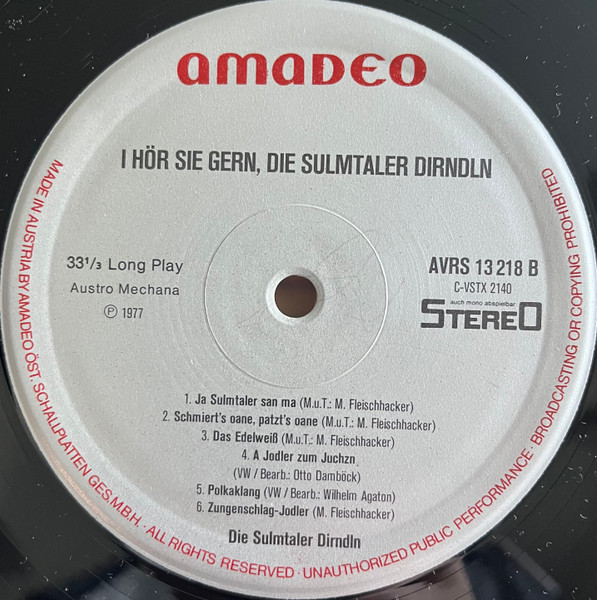 amaDEO
I HÖR SIE GERN, DIE SULMTALER DIRNDLN
33 1/3 Long Play
Austro Mechana
Ⓟ 1977
AVRS 13 218 B
C-VSTX 2140
auch mono abspielbar
STEREO
1. Ja Sulmtaler san ma (M.u.T.: M. Fleischhacker)
2. Schmiert's oane, patzt's oane (M.u.T.: M. Fleischhacker)
3. Das Edelweiß (M.u.T.: M. Fleischhacker)
4. A Jodler zum Juchzn
(VW / Bearb.: Otto Damböck)
5. Polkaklang (VW / Bearb.: Wilhelm Agaton)
6. Zungenschlag-Jodler (M. Fleischhacker)
Die Sulmtaler Dirndln
MADE IN AUSTRIA BY AMADEO ÖST. SCHALLPLATTEN GES.M.B.H. · ALL RIGHTS RESERVED · UNAUTHORIZED PUBLIC PERFORMANCE · BROADCASTING OR COPYING PROHIBITED